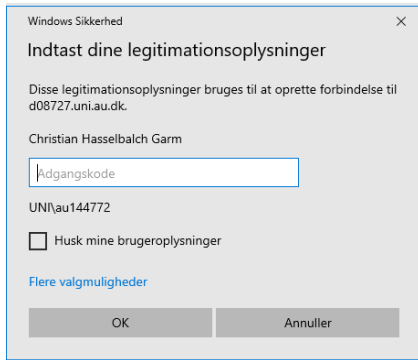 Windows Sikkerhed
Indtast dine legitimationsoplysninger
Disse legitimationsoplysninger bruges til at oprette forbindelse til
d08727.uni.au.dk.
Christian Hasselbalch Garm
Adgangskode
UNI\au144772
Husk mine brugeroplysninger
Flere valgmuligheder
OK
Annuller